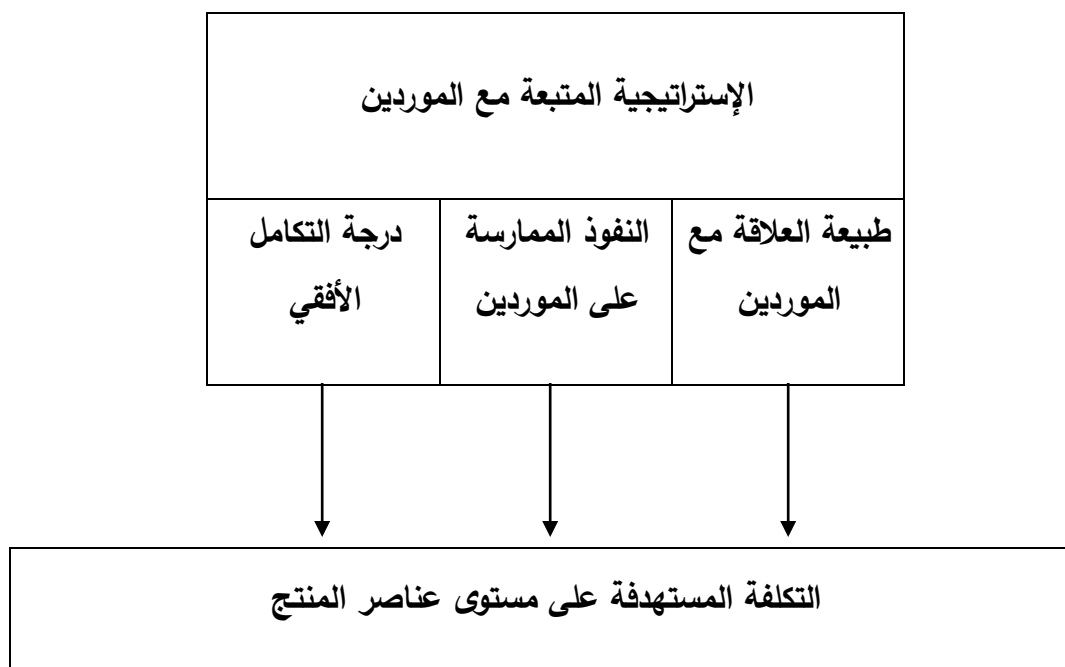 الإستراتيجية المتبعة مع الموردين
طبيعة العلاقة مع
الموردين
النفوذ الممارسة
على الموردين
درجة التكامل
الأفقي
التكلفة المستهدفة على مستوى عناصر المنتج